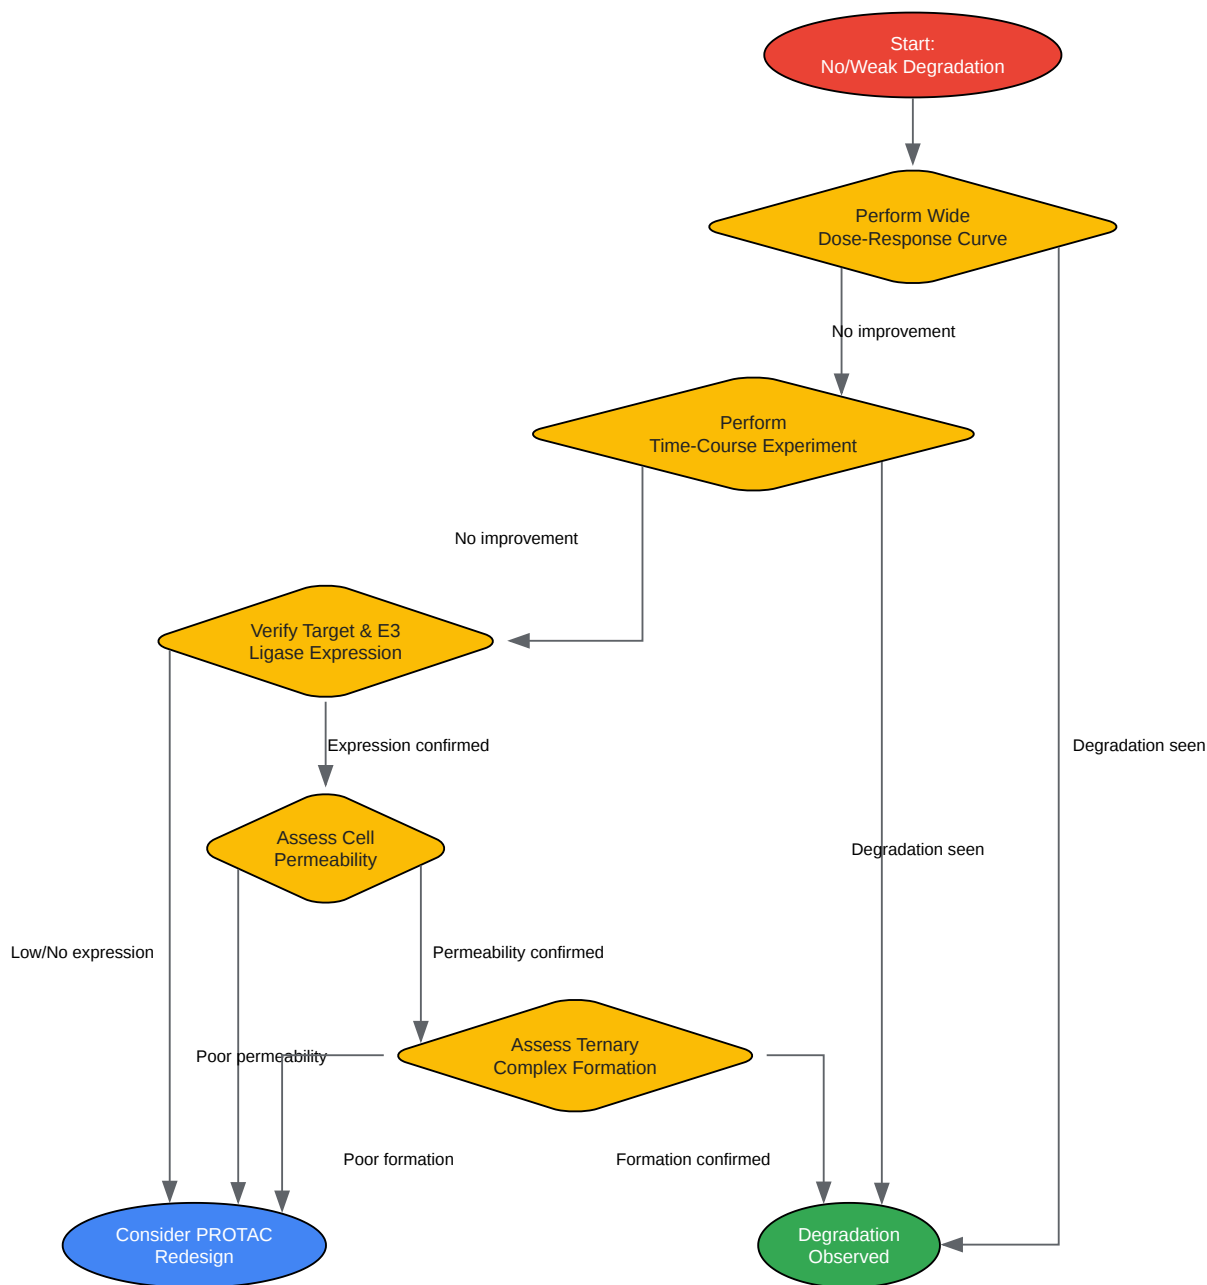 Start:
No/Weak Degradation
Perform Wide
Dose-Response Curve
No improvement
Perform
Time-Course Experiment
No improvement
Verify Target & E3
Ligase Expression
Expression confirmed
Degradation seen
Assess Cell
Permeability
Degradation seen
Low/No expression
Permeability confirmed
Assess Ternary
Complex Formation
Poor permeability
Poor formation
Formation confirmed
Consider PROTAC
Redesign
Degradation
Observed